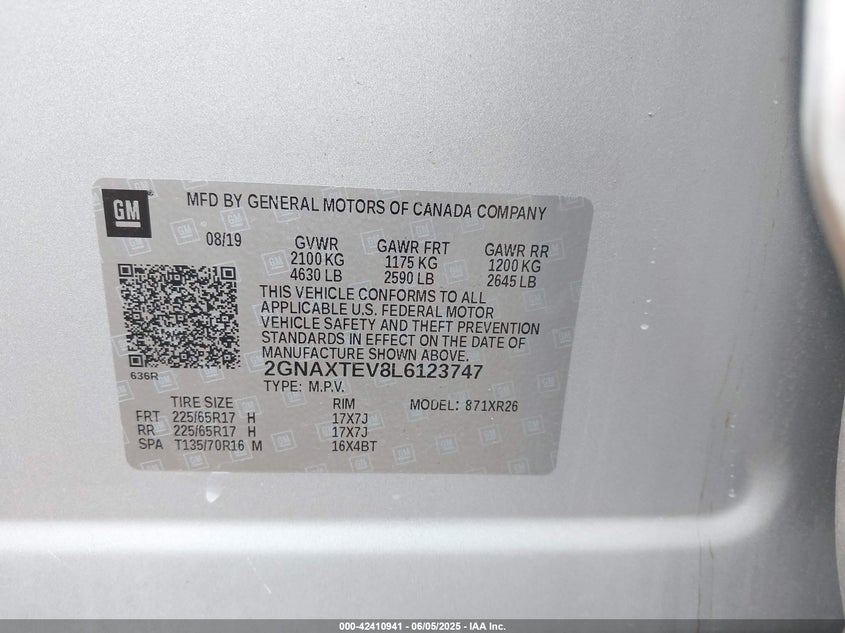 GM
MFD BY GENERAL MOTORS OF CANADA COMPANY
08/19 GVWR GAWR FRT GAWR RR
2100 KG 1175 KG 1200 KG
4630 LB 2590 LB 2645 LB
THIS VEHICLE CONFORMS TO ALL
APPLICABLE U.S. FEDERAL MOTOR
VEHICLE SAFETY AND THEFT PREVENTION
STANDARDS IN EFFECT ON THE DATE OF
MANUFACTURE SHOWN ABOVE.
636R
2GNAXTEV8L6123747
TYPE: M.P.V.
TIRE SIZE RIM MODEL: 871XR26
FRT 225/65R17 H 17X7J
RR 225/65R17 H 17X7J
SPA T135/70R16 M 16X4BT
000-42410941 - 06/05/2025 - IAA Inc.